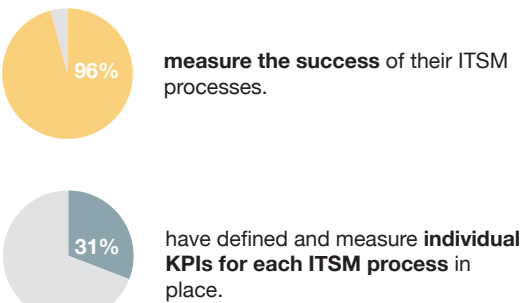 96%
measure the success of their ITSM
processes.
31%
have defined and measure individual
KPIs for each ITSM process in
place.